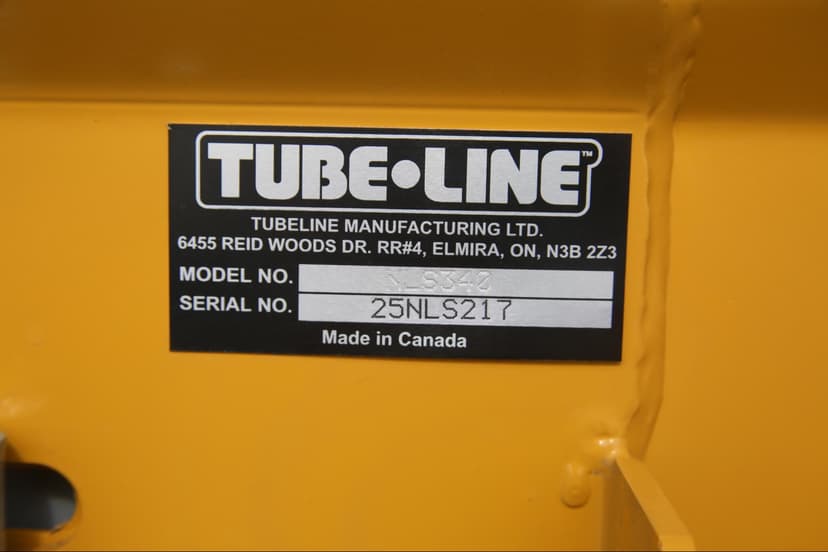 TUBE•LINE™
TUBELINE MANUFACTURING LTD.
6455 REID WOODS DR. RR#4, ELMIRA, ON, N3B 2Z3
MODEL NO. NLS340
SERIAL NO. 25NLS217
Made in Canada